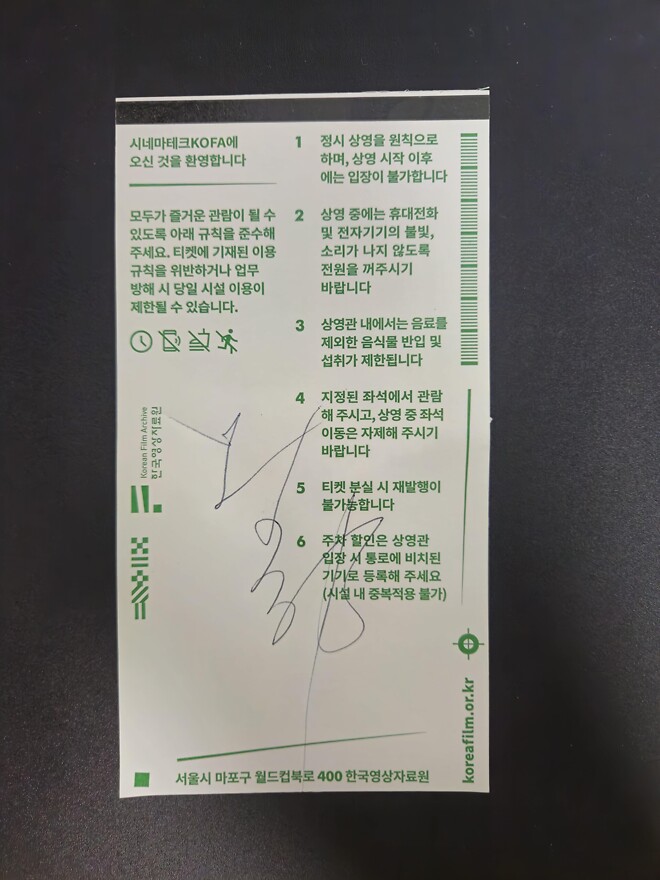 시네마테크KOFA에
오신 것을 환영합니다
모두가 즐거운 관람이 될 수
있도록 아래 규칙을 준수해
주세요. 티켓에 기재된 이용
규칙을 위반하거나 업무
방해 시 당일 시설 이용이
제한될 수 있습니다.
1 정시 상영을 원칙으로
하며, 상영 시작 이후
에는 입장이 불가합니다
2 상영 중에는 휴대전화
및 전자기기의 불빛,
소리가 나지 않도록
전원을 꺼주시기
바랍니다
3 상영관 내에서는 음료를
제외한 음식물 반입 및
섭취가 제한됩니다
4 지정된 좌석에서 관람
해 주시고, 상영 중 좌석
이동은 자제해 주시기
바랍니다
5 티켓 분실 시 재발행이
불가능합니다
6 주차 할인은 상영관
입장 시 통로에 비치된
기기로 등록해 주세요
(시설 내 중복적용 불가)
Korean Film Archive
한국영상자료원
koreafilm.or.kr
서울시 마포구 월드컵북로 400 한국영상자료원